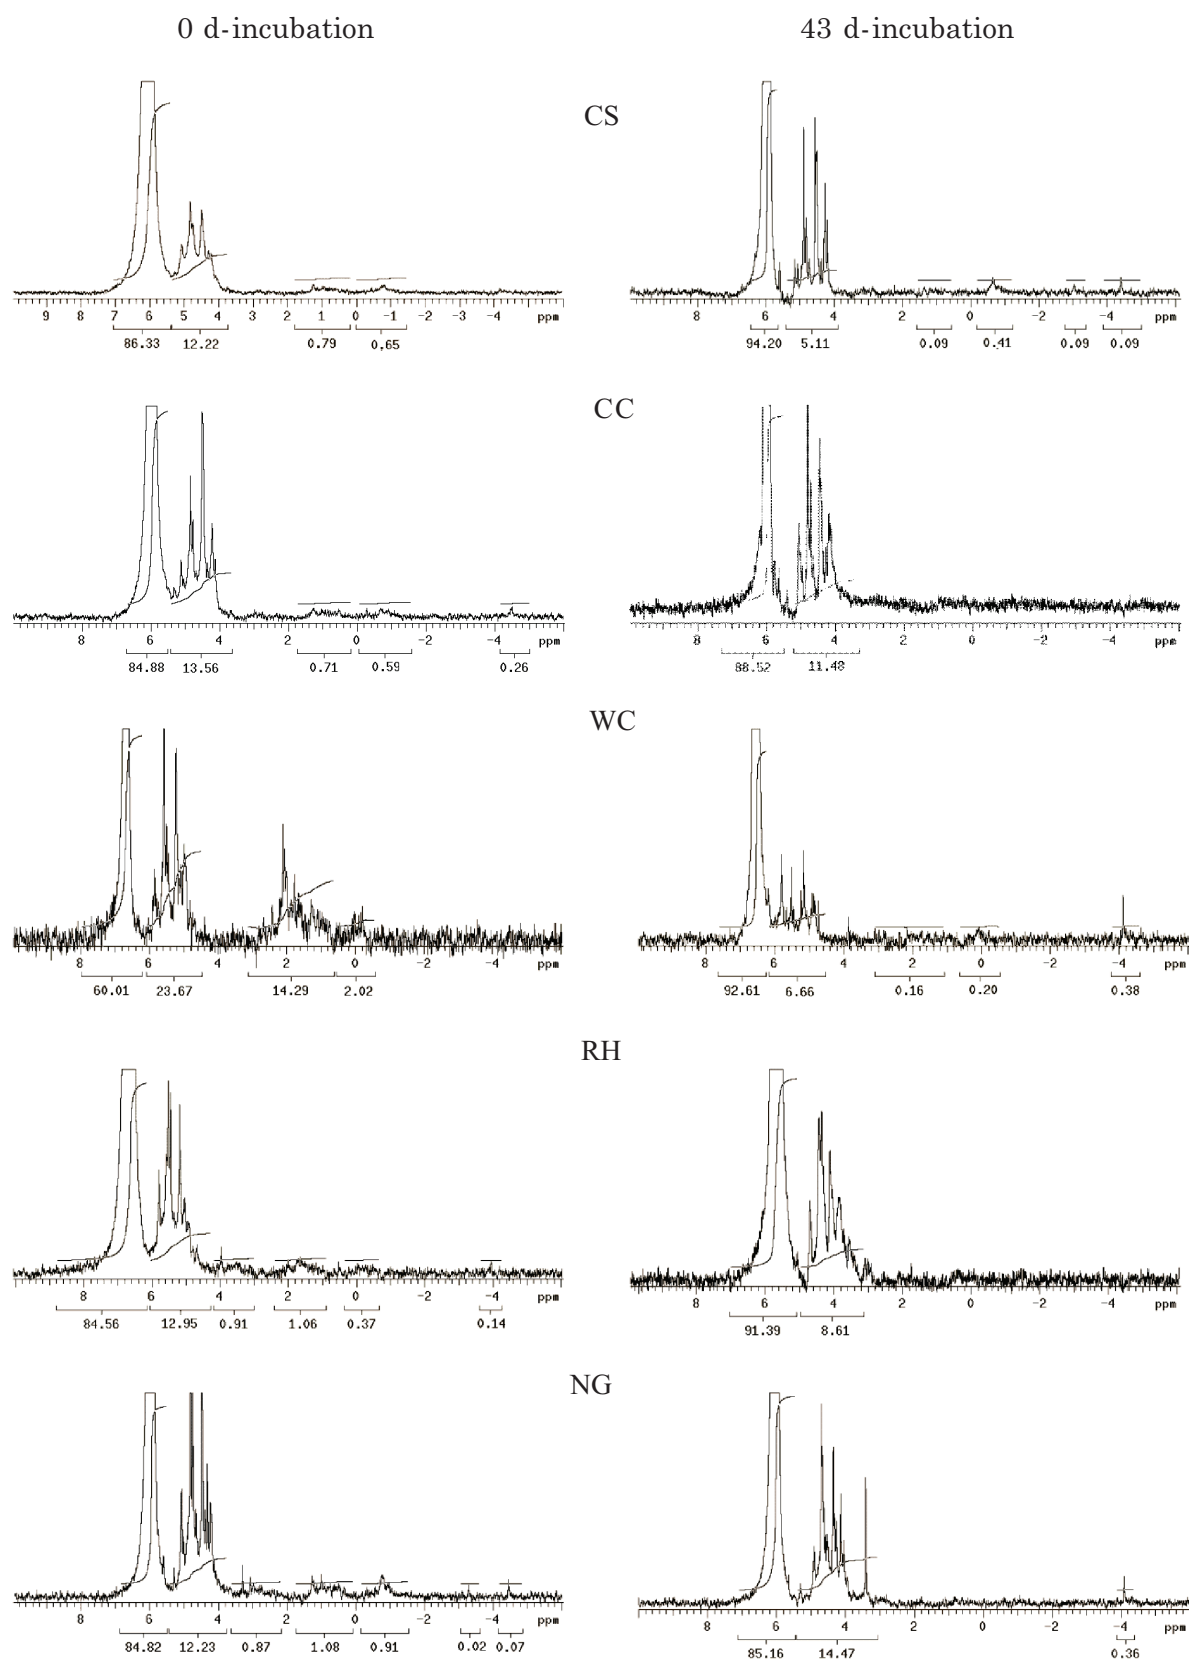 0 d-incubation 43 d-incubation
CS
9 8 7 6 5 4 3 2 1 0 -1 -2 -3 -4 ppm
86.33 12.22 0.79 0.65
8 6 4 2 0 -2 -4 ppm
94.20 5.11 0.09 0.41 0.09 0.09
CC
8 6 4 2 0 -2 -4 ppm
84.88 13.56 0.71 0.59 0.26
8 6 4 2 0 -2 -4 ppm
88.52 11.48
WC
8 6 4 2 0 -2 -4 ppm
60.01 23.67 14.29 2.02
8 6 4 2 0 -2 -4 ppm
92.61 6.66 0.16 0.20 0.38
RH
8 6 4 2 0 -2 -4 ppm
84.56 12.95 0.91 1.06 0.37 0.14
8 6 4 2 0 -2 -4 ppm
91.39 8.61
NG
8 6 4 2 0 -2 -4 ppm
84.82 12.23 0.87 1.08 0.91 0.02 0.07
8 6 4 2 0 -2 -4 ppm
85.16 14.47 0.36